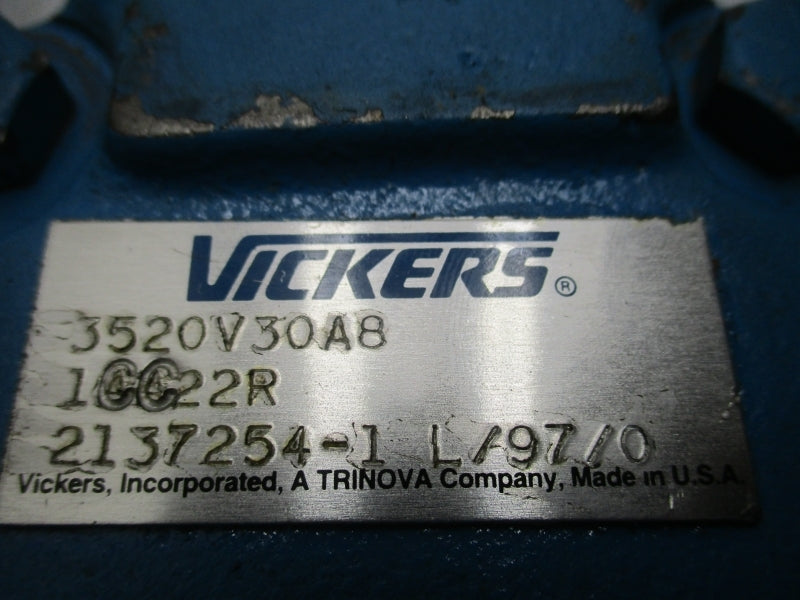 VICKERS®
3520V30A8
1CC22R
2137254-1 L/97/0
Vickers, Incorporated, A TRINOVA Company, Made in U.S.A.